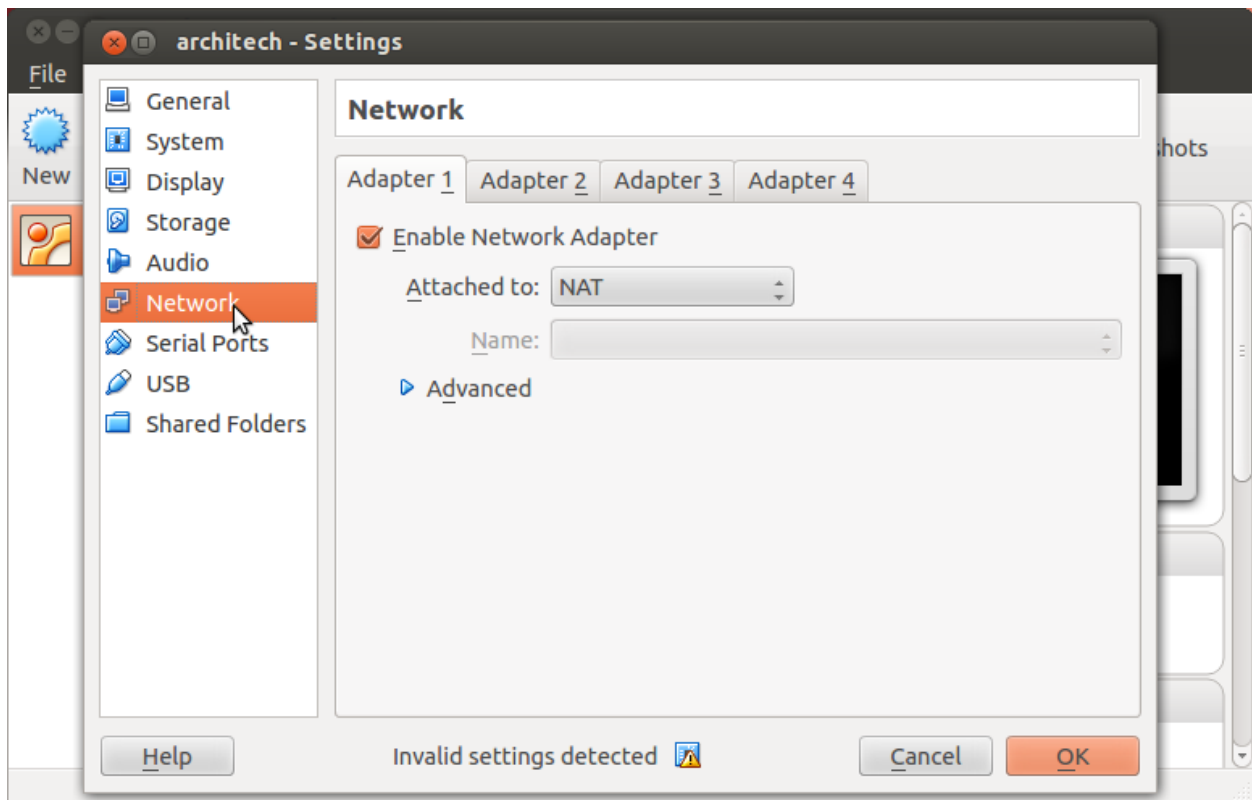 architech - Settings
File
New
shots
General
System
Display
Storage
Audio
Network
Serial Ports
USB
Shared Folders
Network
Adapter 1 Adapter 2 Adapter 3 Adapter 4
Enable Network Adapter
Attached to: NAT
Name:
Advanced
Help Invalid settings detected Cancel OK